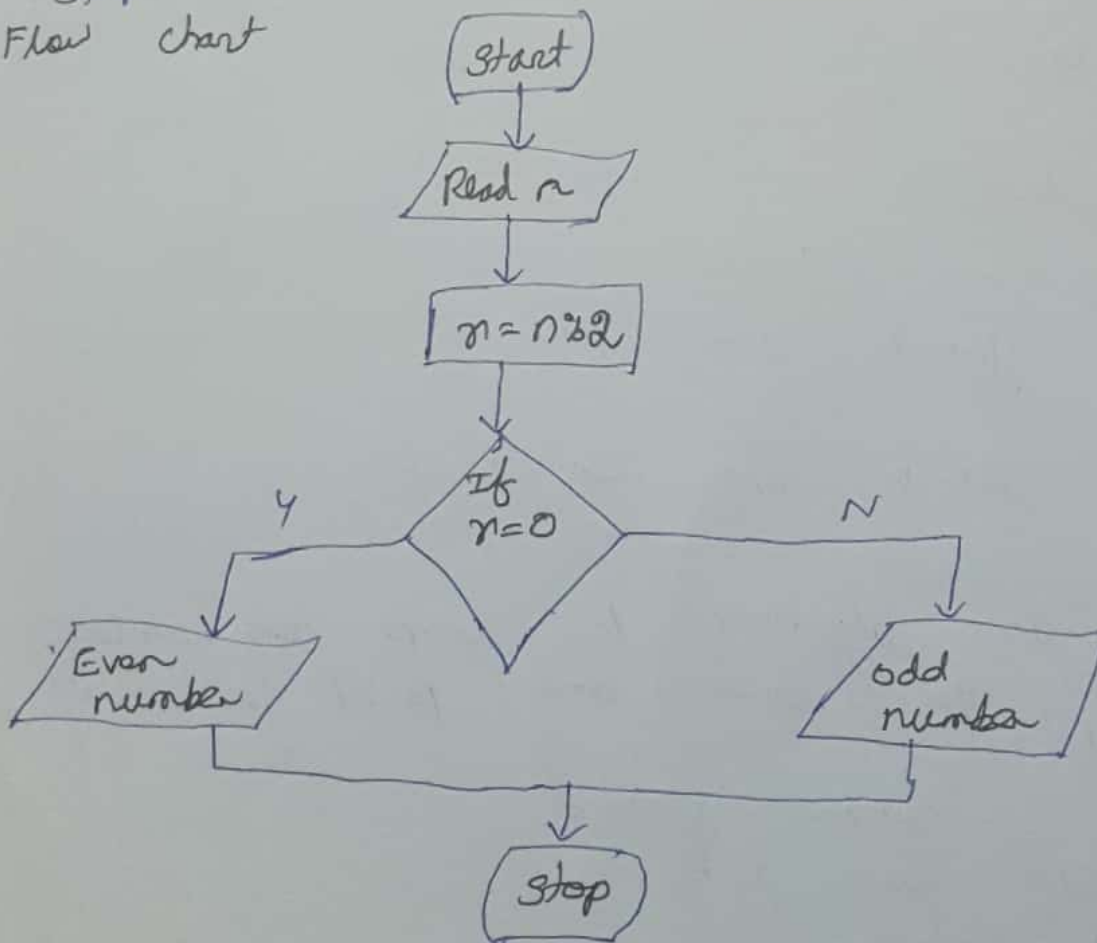 Flow chart
Start
Read n
r = n%2
If
r=0
Y
N
Even
number
odd
number
Stop